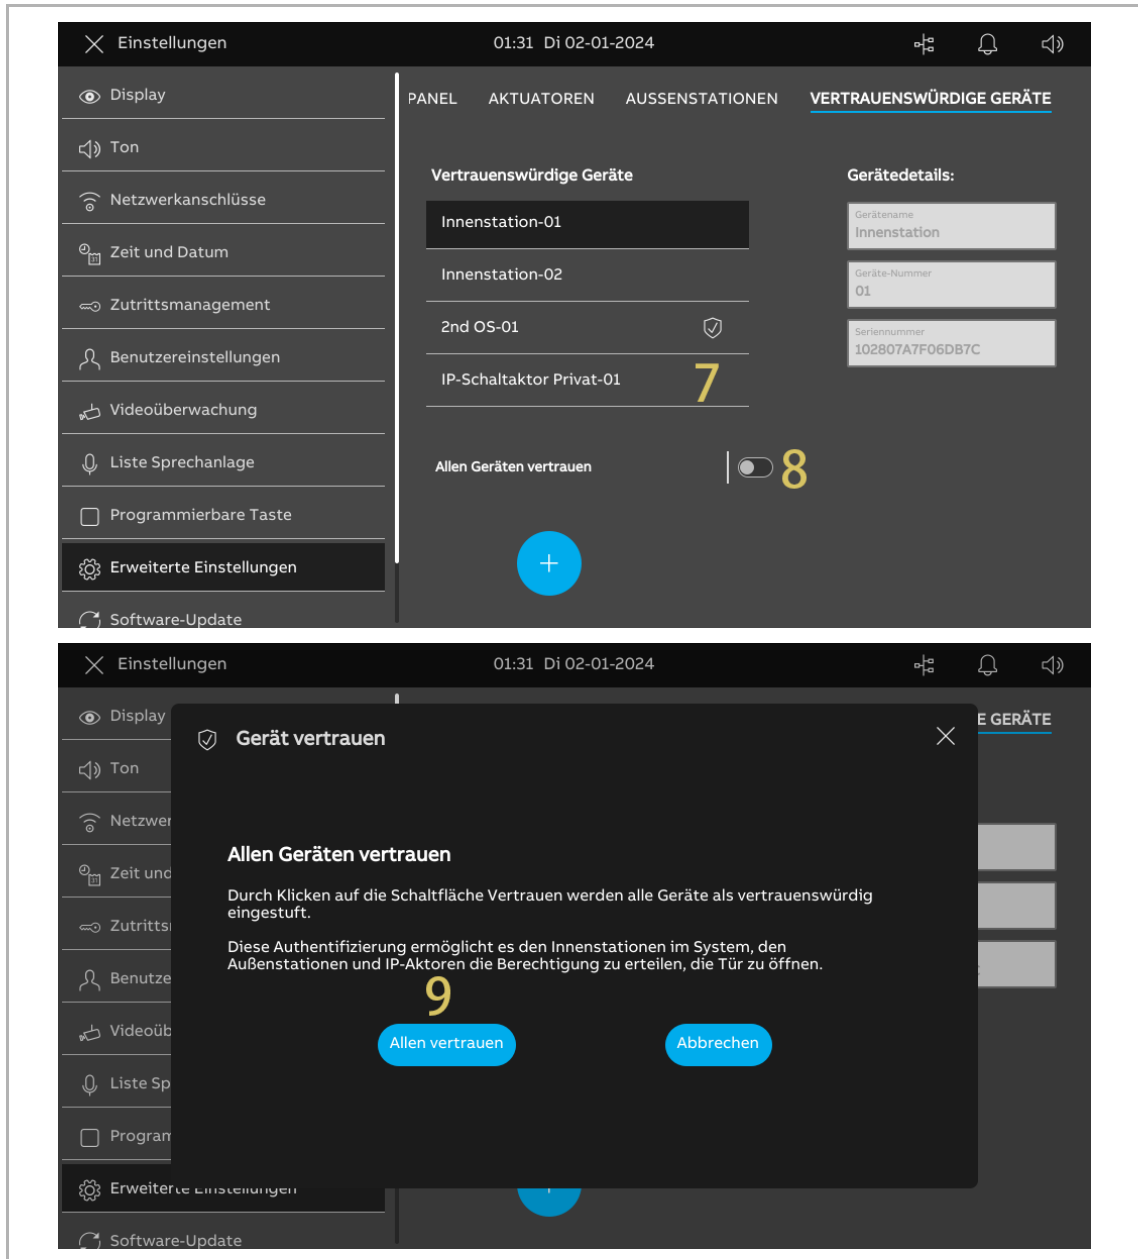 Einstellungen
01:31 Di 02-01-2024
Display
Ton
Netzwerkanschlüsse
Zeit und Datum
Zutrittsmanagement
Benutzereinstellungen
Videoüberwachung
Liste Sprechanlage
Programmierbare Taste
Erweiterte Einstellungen
Software-Update
PANEL AKTUATOREN AUSSENSTATIONEN VERTRAUENSWÜRDIGE GERÄTE
Vertrauenswürdige Geräte
Innenstation-01
Innenstation-02
2nd OS-01
IP-Schaltaktor Privat-01
7
Allen Geräten vertrauen
8
+
Gerätedetails:
Gerätename
Innenstation
Geräte-Nummer
01
Seriennummer
102807A7F06DB7C
Einstellungen
01:31 Di 02-01-2024
Display
Ton
Netzwer
Zeit und
Zutritts
Benutze
Videoüb
Liste Sp
Program
Erweiterte Einstellungen
Software-Update
E GERÄTE
Gerät vertrauen
Allen Geräten vertrauen
Durch Klicken auf die Schaltfläche Vertrauen werden alle Geräte als vertrauenswürdig
eingestuft.
Diese Authentifizierung ermöglicht es den Innenstationen im System, den
Außenstationen und IP-Aktoren die Berechtigung zu erteilen, die Tür zu öffnen.
9
Allen vertrauen
Abbrechen